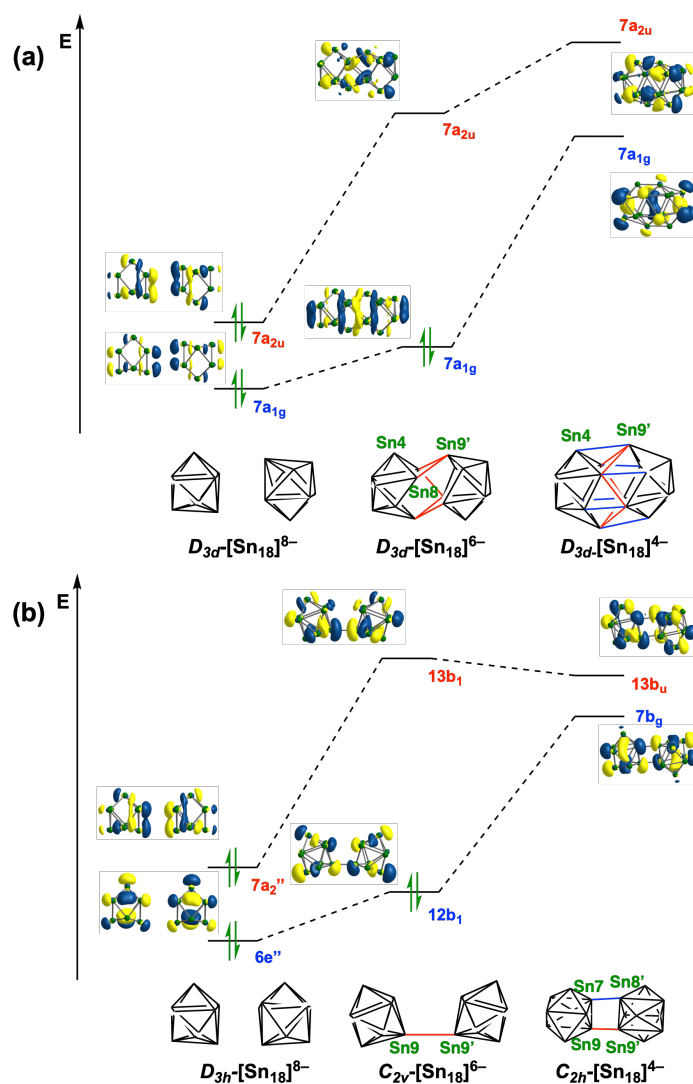 E
(a)
7a2u
7a2u
7a1g
7a2u
7a1g
7a1g
Sn4
Sn9'
Sn8
Sn4
Sn9'
D3d-[Sn18]8–
D3d-[Sn18]6–
D3d-[Sn18]4–
E
(b)
13b1
13bu
7bg
7a2''
12b1
6e''
Sn9
Sn9'
Sn7
Sn8'
Sn9
Sn9'
D3h-[Sn18]8–
C2v-[Sn18]6–
C2h-[Sn18]4–